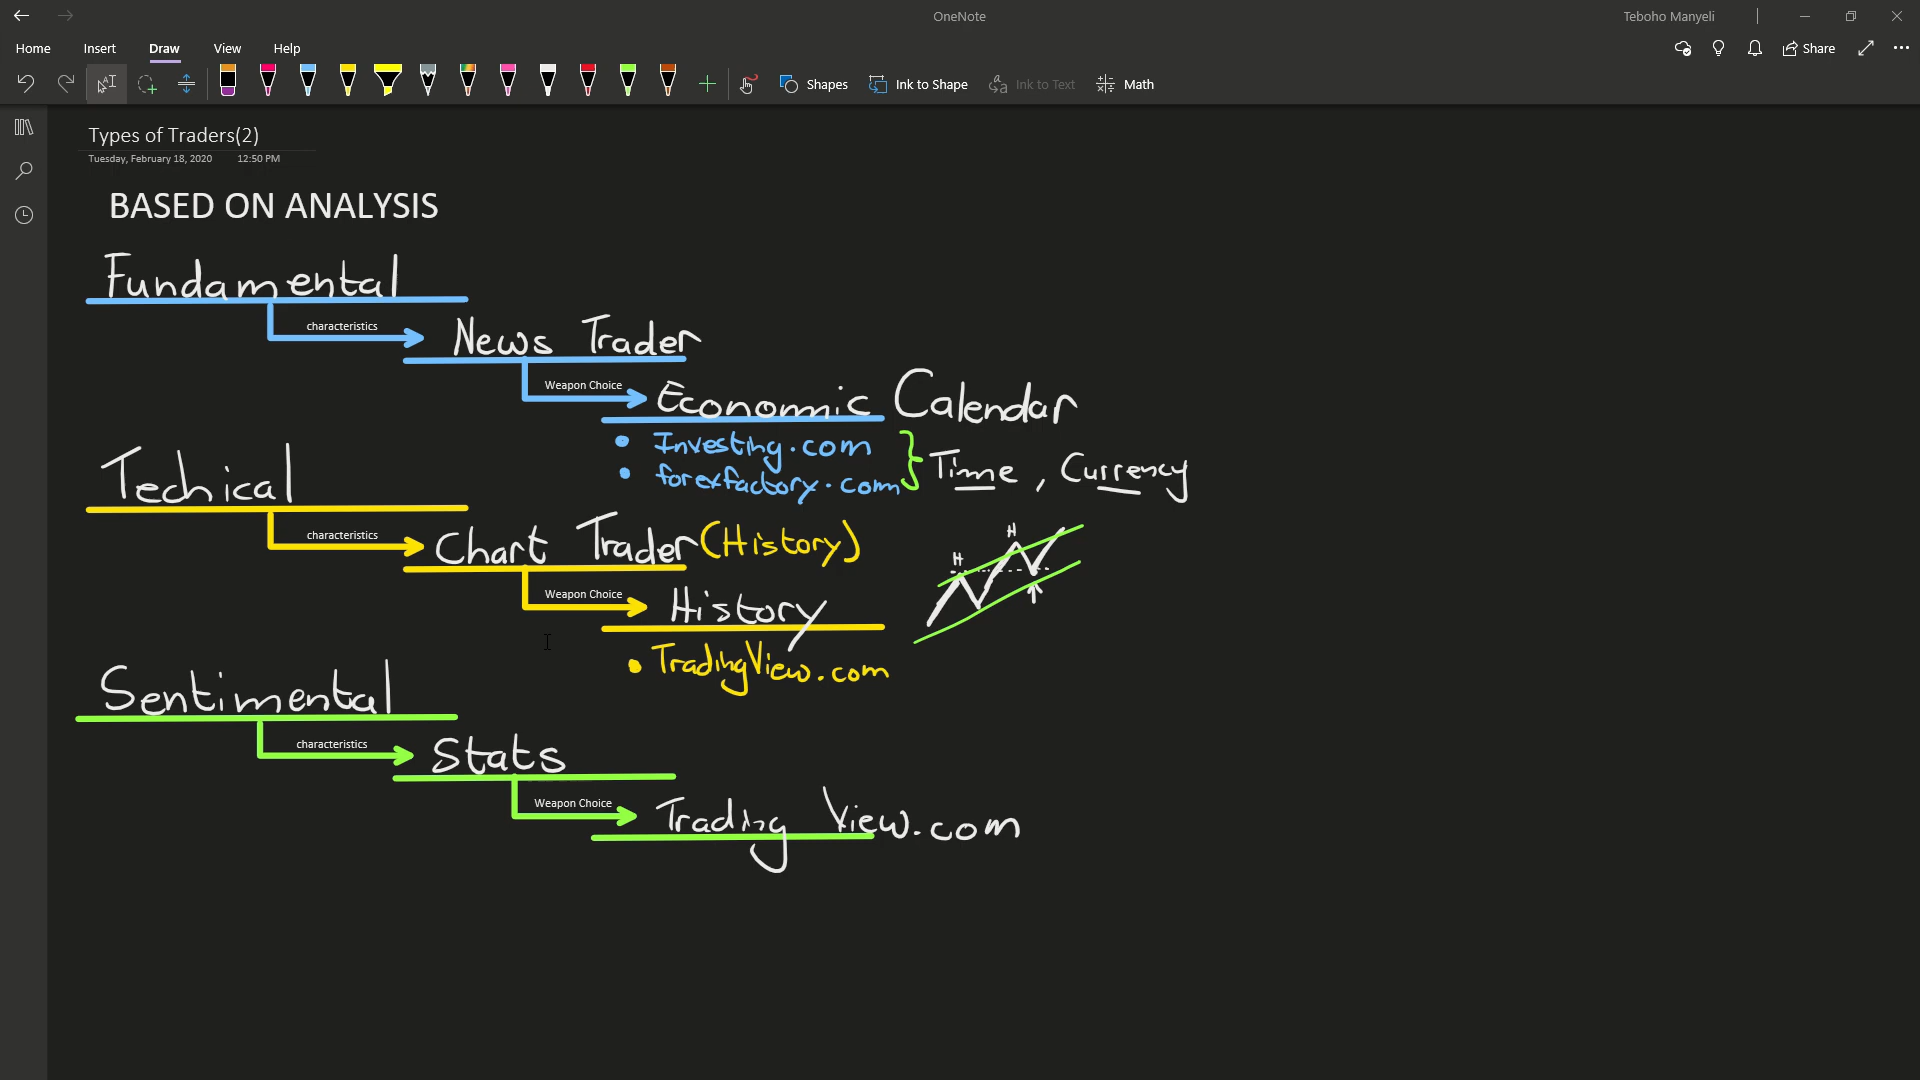 OneNote
Teboho Manyeli
Home Insert Draw View Help
Share
Shapes Ink to Shape Ink to Text Math
Types of Traders(2)
Tuesday, February 18, 2020 12:50 PM
BASED ON ANALYSIS
Fundamental
characteristics
News Trader
Weapon Choice
Economic Calendar
• Investing.com
• forexfactory.com
} Time, Currency
Techical
characteristics
Chart Trader (History)
Weapon Choice
History
• TradingView.com
H
H
Sentimental
characteristics
Stats
Weapon Choice
Trading View.com